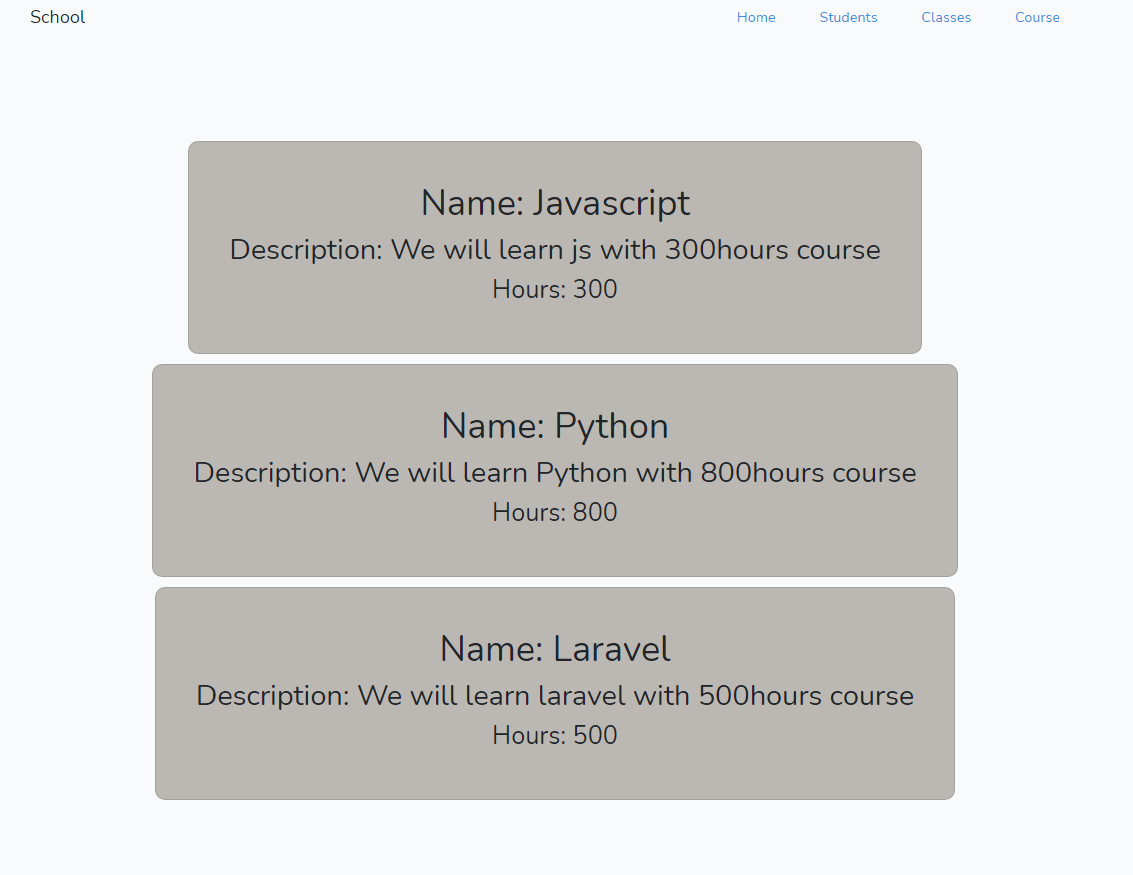 School Home Students Classes Course
Name: Javascript
Description: We will learn js with 300hours course
Hours: 300
Name: Python
Description: We will learn Python with 800hours course
Hours: 800
Name: Laravel
Description: We will learn laravel with 500hours course
Hours: 500